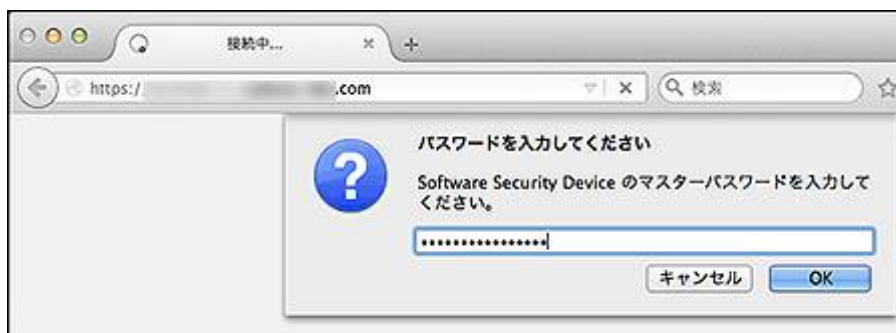 接続中...
https:/
.com
検索
パスワードを入力してください
Software Security Device のマスターパスワードを入力して
ください。
••••••••••••••••
キャンセル
OK